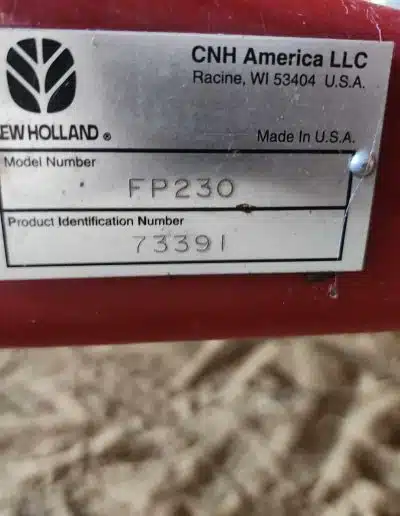 CNH America LLC
Racine, WI 53404 U.S.A.
EW HOLLAND ®
Made In U.S.A.
Model Number
FP230
Product Identification Number
73391